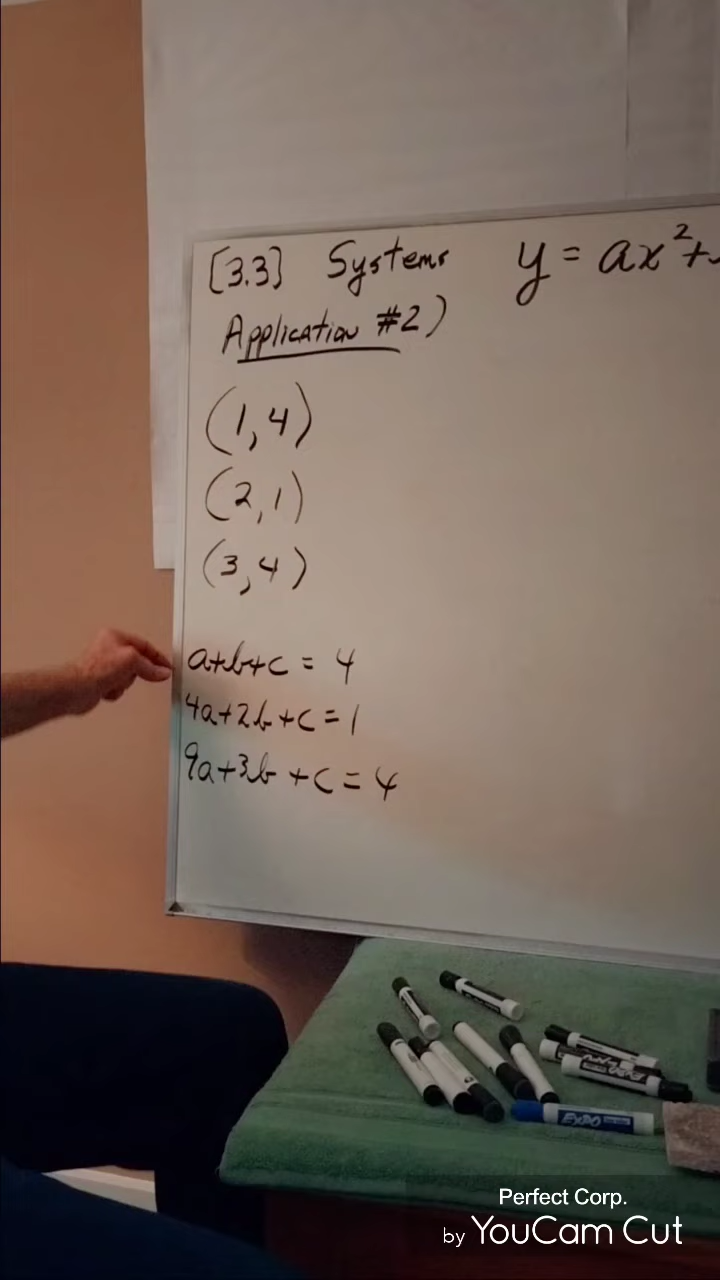 [3.3] Systems y = ax²+
Application #2)
(1,4)
(2,1)
(3,4)
a+b+c = 4
4a+2b+c=1
9a+3b+c=4
EXPO
Perfect Corp.
by YouCam Cut